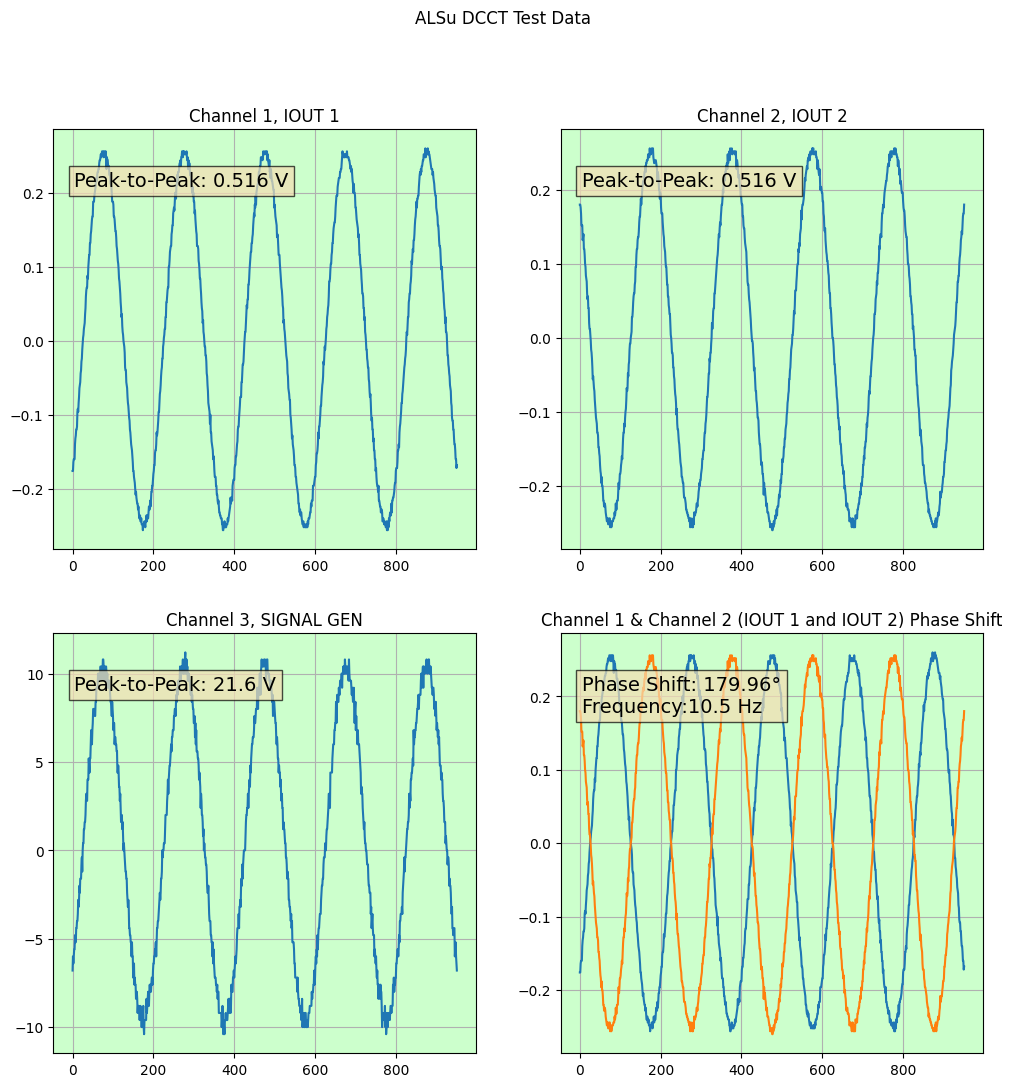 ALSu DCCT Test Data
Channel 1, IOUT 1
Peak-to-Peak: 0.516 V
0.2
0.1
0.0
−0.1
−0.2
0 200 400 600 800
Channel 2, IOUT 2
Peak-to-Peak: 0.516 V
0.2
0.1
0.0
−0.1
−0.2
0 200 400 600 800
Channel 3, SIGNAL GEN
Peak-to-Peak: 21.6 V
10
5
0
−5
−10
0 200 400 600 800
Channel 1 & Channel 2 (IOUT 1 and IOUT 2) Phase Shift
Phase Shift: 179.96°
Frequency:10.5 Hz
0.2
0.1
0.0
−0.1
−0.2
0 200 400 600 800